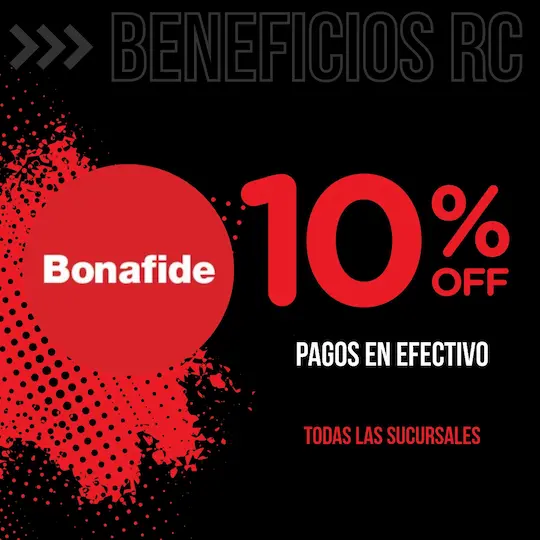 BENEFICIOS RC
Bonafide
10%
OFF
PAGOS EN EFECTIVO
TODAS LAS SUCURSALES